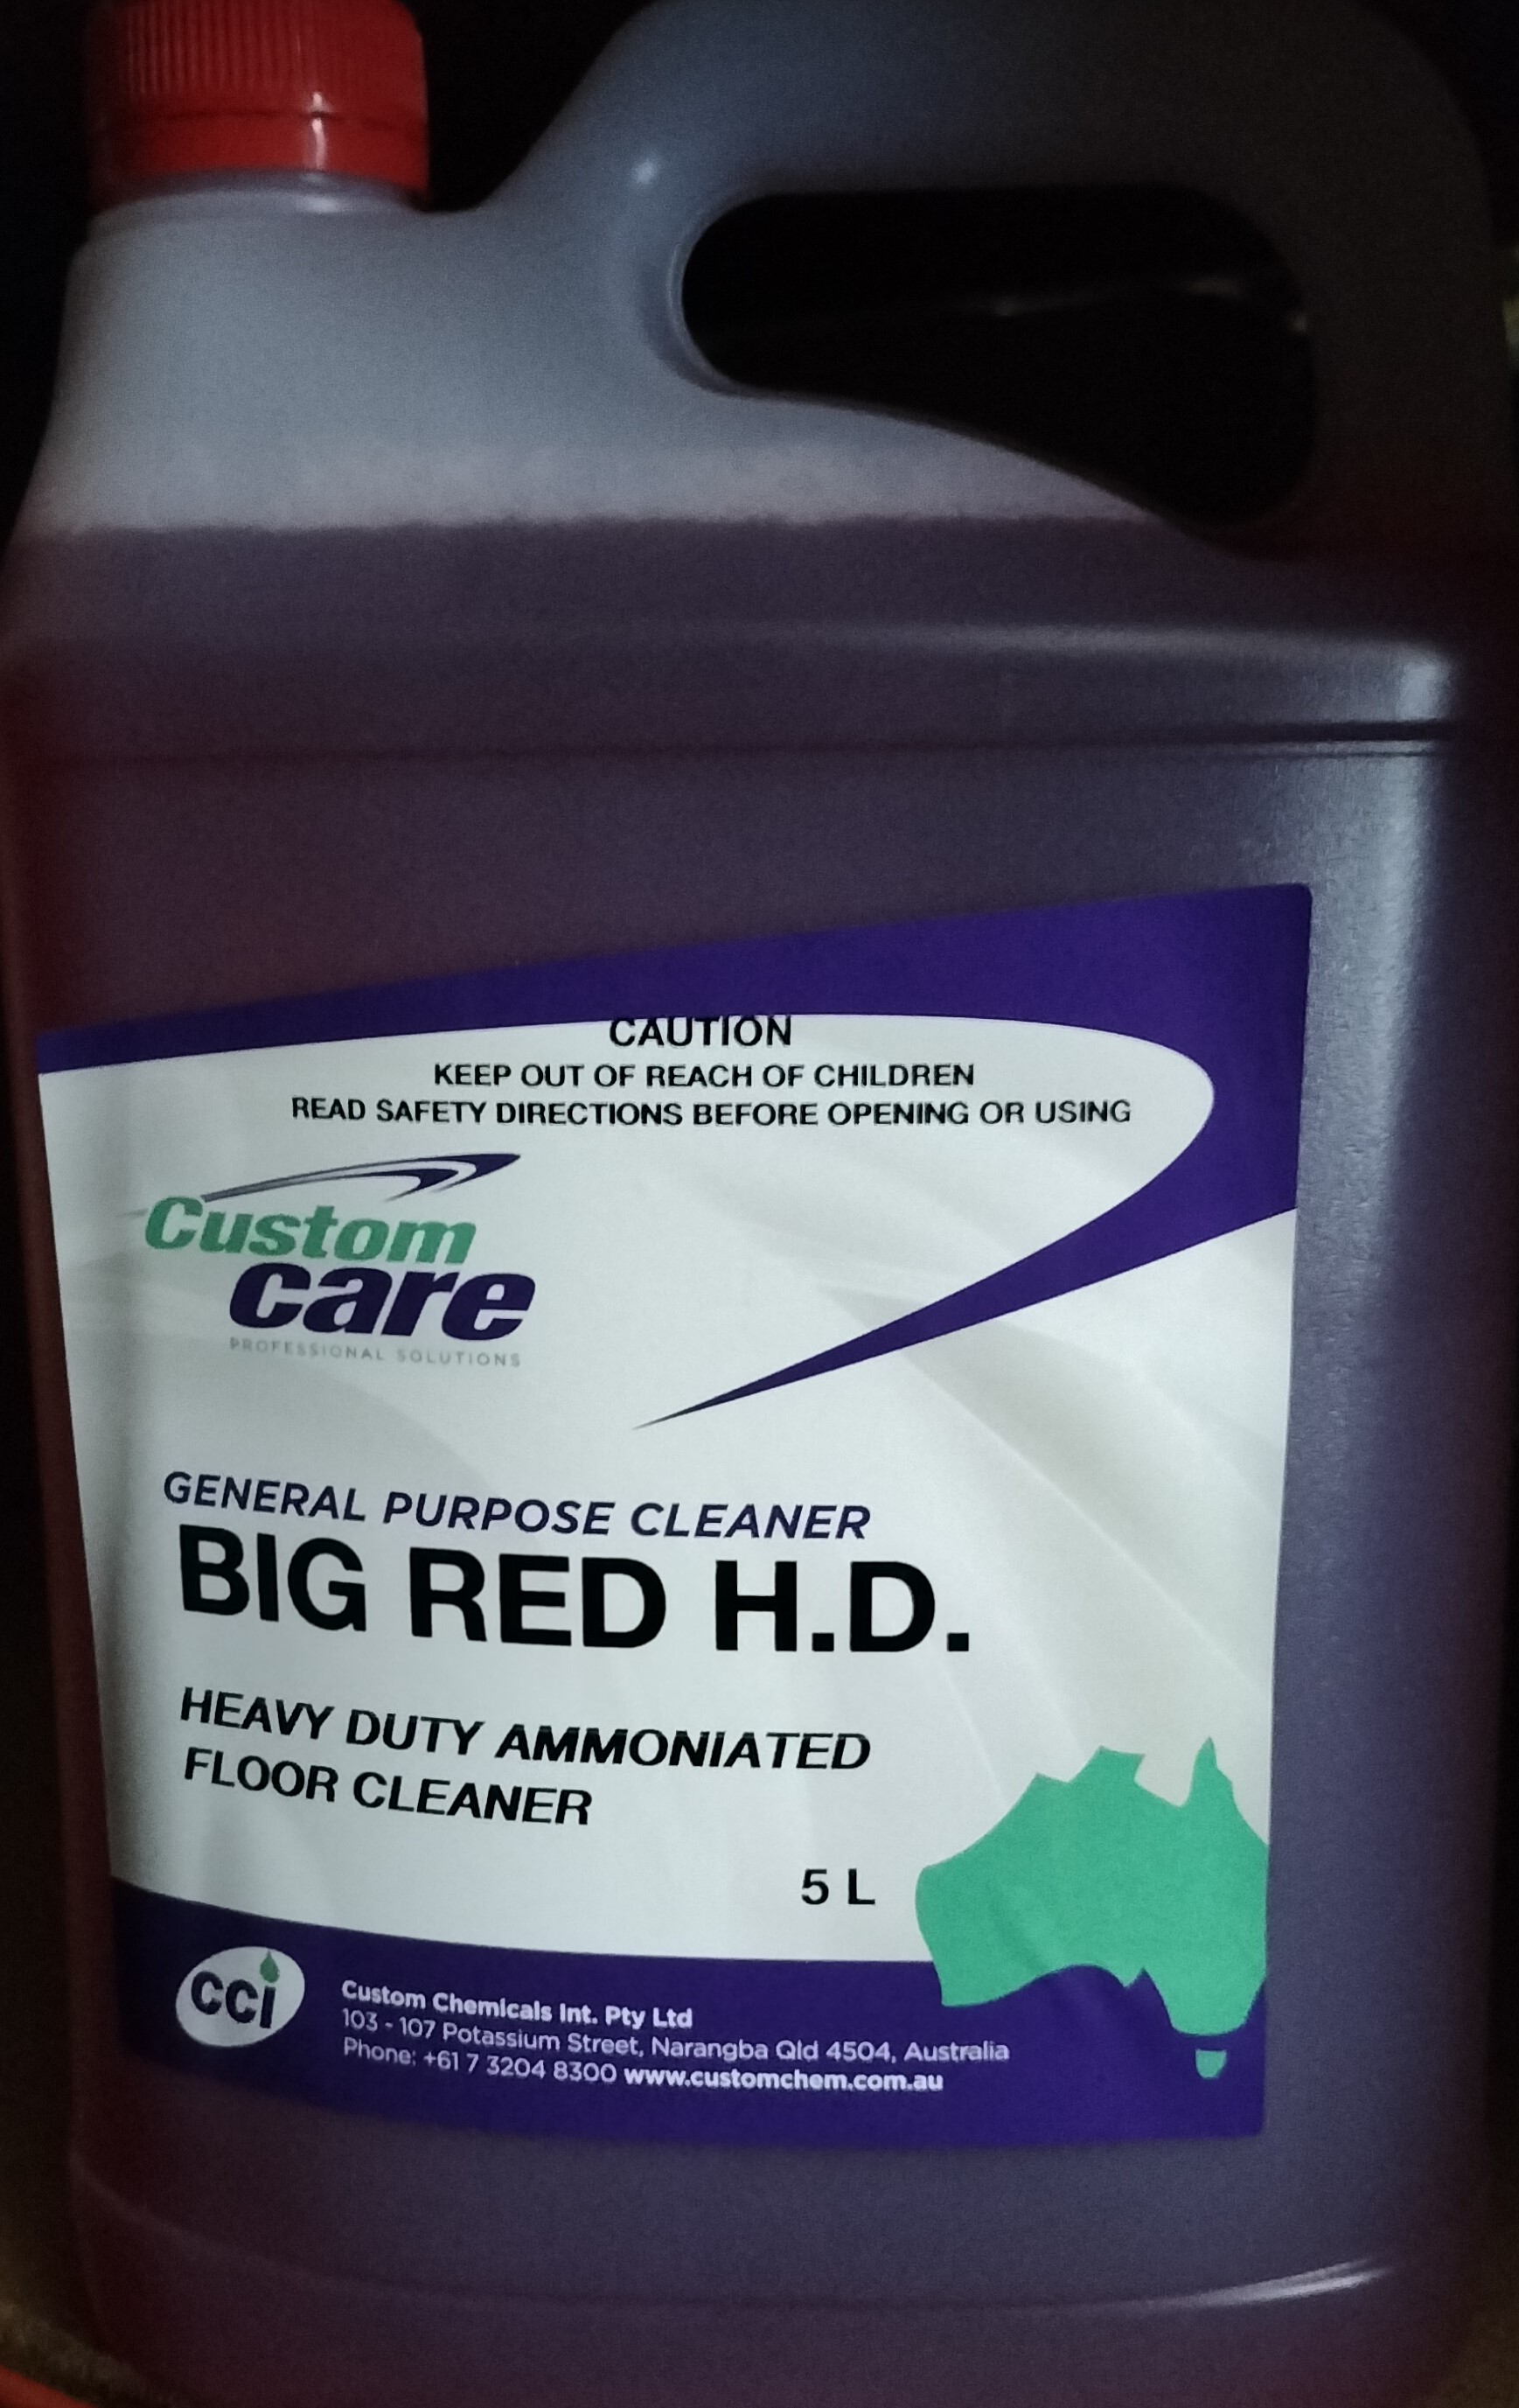 CAUTION
KEEP OUT OF REACH OF CHILDREN
READ SAFETY DIRECTIONS BEFORE OPENING OR USING
Custom
care
PROFESSIONAL SOLUTIONS
GENERAL PURPOSE CLEANER
BIG RED H.D.
HEAVY DUTY AMMONIATED
FLOOR CLEANER
5 L
cci
Custom Chemicals Int. Pty Ltd
103 - 107 Potassium Street, Narangba Qld 4504, Australia
Phone: +61 7 3204 8300 www.customchem.com.au